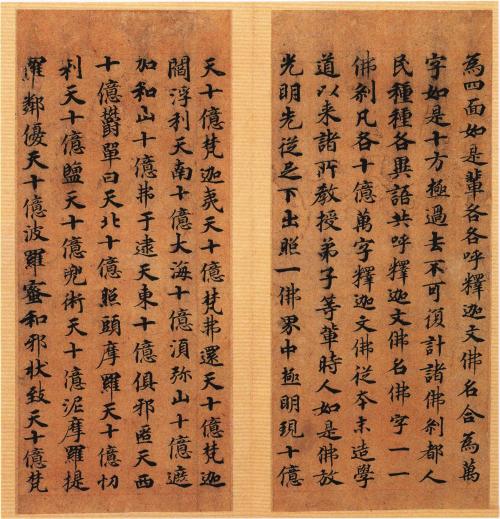 為四面如是輩各各呼釋迦文佛名合為萬
字如是十方極過去不可復計諸佛剎都人
民種種各異語共呼釋迦文佛名佛字一一
佛剎凡各十億萬字釋迦文佛從本未造學
道以来諸所教授弟子等輩時人如是佛放
光明先從足下出照一佛界中極明現十億
天十億梵迦夷天十億梵弗還天十億梵迦
閻浮利天南十億大海十億須弥山十億遮
加和山十億弗于逮天東十億俱邪匿天西
十億欝單曰天北十億照頭摩羅天十億忉
利天十億鹽天十億兜術天十億泥摩羅提
羅鄰優天十億波羅蜜和邪状致天十億梵